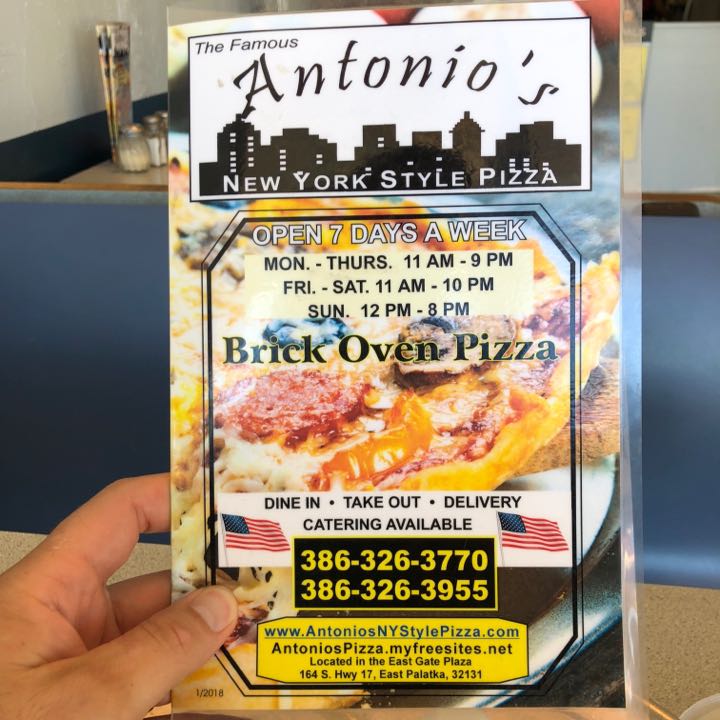 The Famous
Antonio's
NEW YORK STYLE PIZZA
OPEN 7 DAYS A WEEK
MON. - THURS. 11 AM - 9 PM
FRI. - SAT. 11 AM - 10 PM
SUN. 12 PM - 8 PM
Brick Oven Pizza
DINE IN • TAKE OUT • DELIVERY
CATERING AVAILABLE
386-326-3770
386-326-3955
www.AntoniosNYStylePizza.com
AntoniosPizza.myfreesites.net
Located in the East Gate Plaza
164 S. Hwy 17, East Palatka, 32131
1/2018